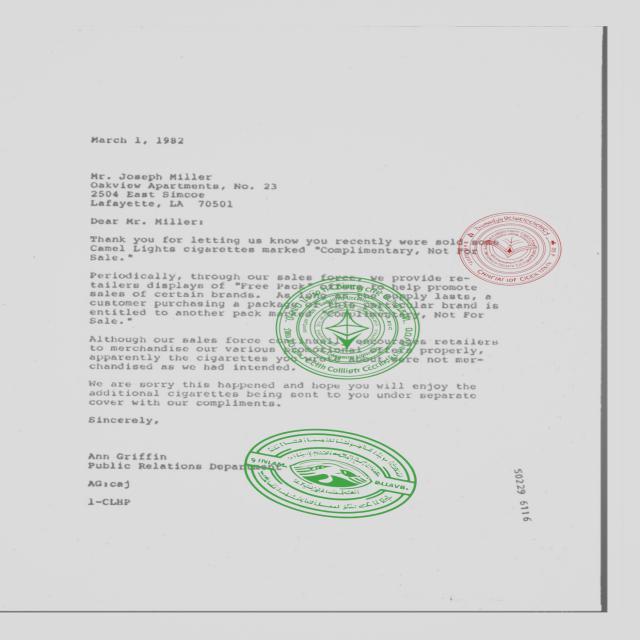 March 1, 1982
Mr. Joseph Miller
Oakview Apartments, No. 23
2504 East Simcoe
Lafayette, LA 70501
Dear Mr. Miller:
Thank you for letting us know you recently were sold some
Camel Lights cigarettes marked "Complimentary, Not For
Sale."
Periodically, through our sales force, we provide re-
tailers displays of "Free Pack" offers to help promote
sales of certain brands. As long as the supply lasts, a
customer purchasing a package of this particular brand is
entitled to another pack marked "Complimentary, Not For
Sale."
Although our sales force continually encourages retailers
to merchandise our various promotional offers properly,
apparently the cigarettes you wrote about were not mer-
chandised as we had intended.
We are sorry this happened and hope you will enjoy the
additional cigarettes being sent to you under separate
cover with our compliments.
Sincerely,
Ann Griffin
Public Relations Department
AG:caj
1-CLHP
50229 6116